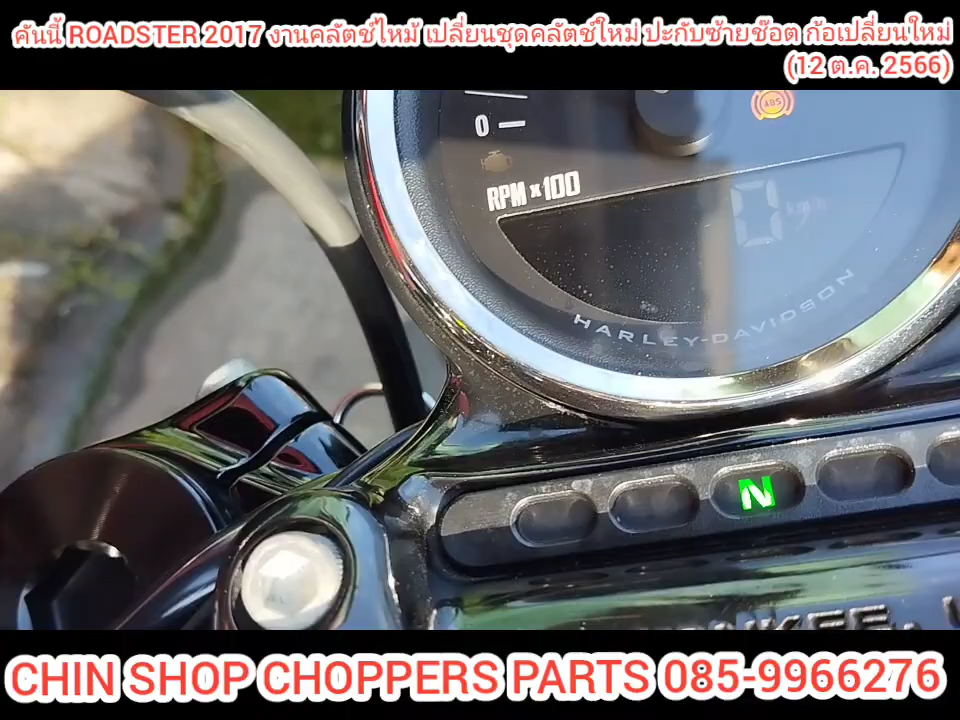 คันนี้ ROADSTER 2017 งานคลัตช์ไหม้ เปลี่ยนชุดคลัตช์ใหม่ ปะกับซ้ายช๊อต ก้อเปลี่ยนใหม่
(12 ต.ค. 2566)
ABS
0
RPM x 100
0 km/h
HARLEY-DAVIDSON
N
CHIN SHOP CHOPPERS PARTS 085-9966276